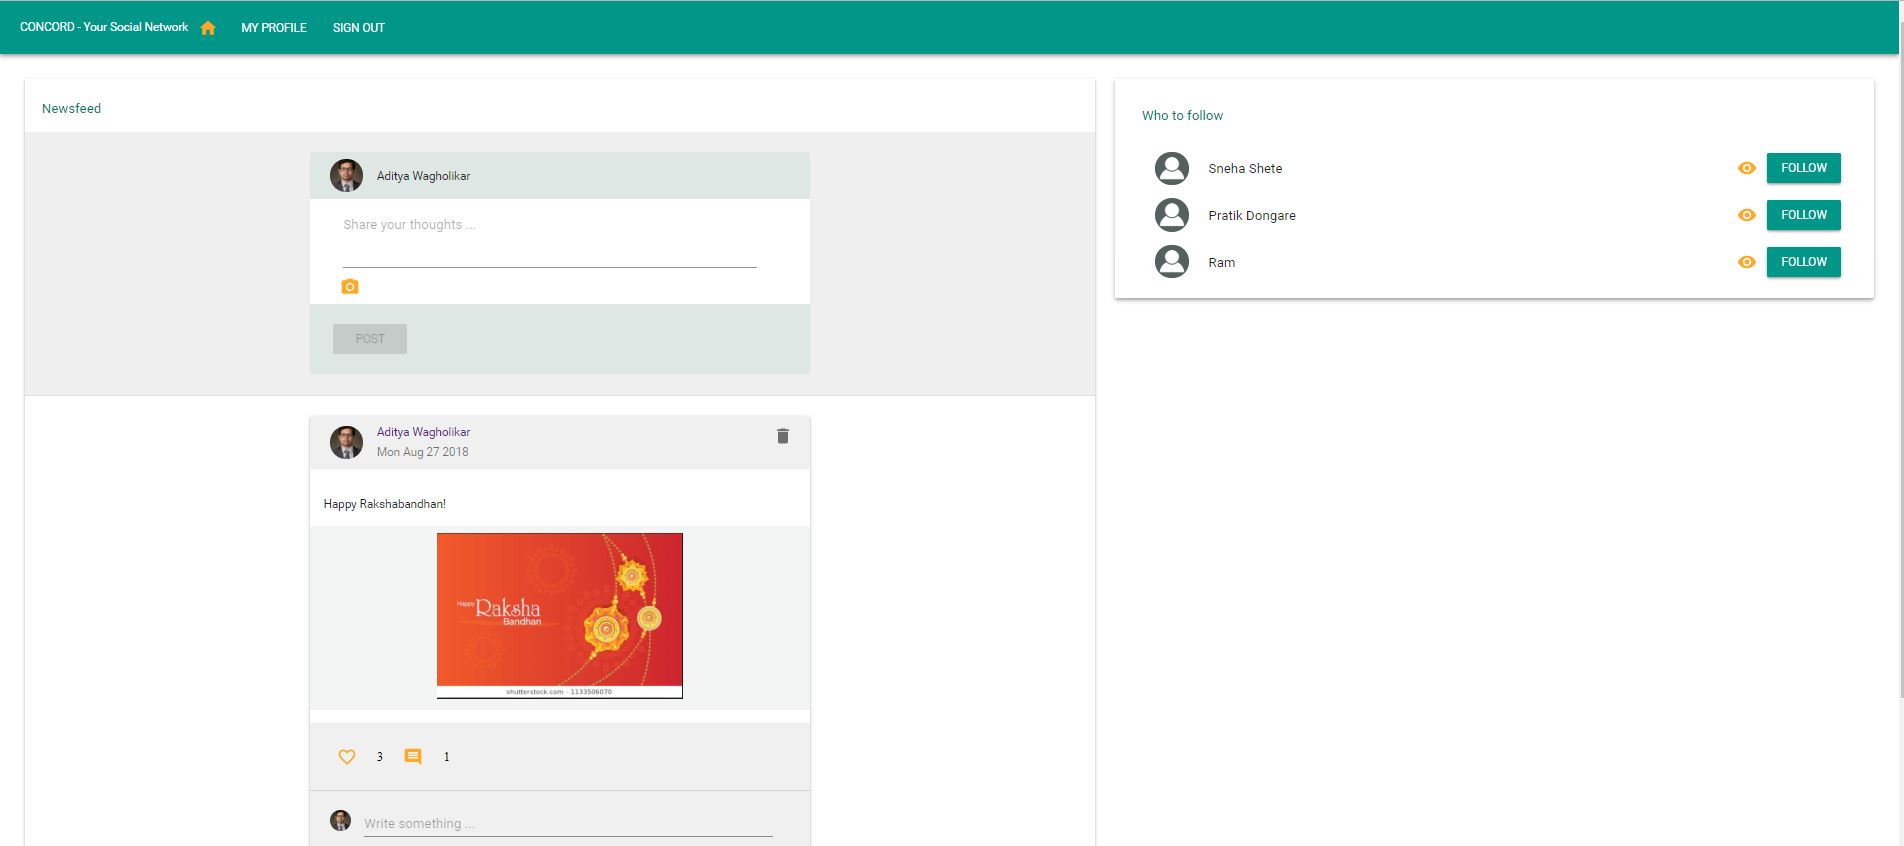 CONCORD - Your Social Network MY PROFILE SIGN OUT
Newsfeed
Aditya Wagholikar
Share your thoughts ...
POST
Aditya Wagholikar
Mon Aug 27 2018
Happy Rakshabandhan!
Happy Raksha
Bandhan
shutterstock.com · 1133506070
3 1
Write something ...
Who to follow
Sneha Shete FOLLOW
Pratik Dongare FOLLOW
Ram FOLLOW